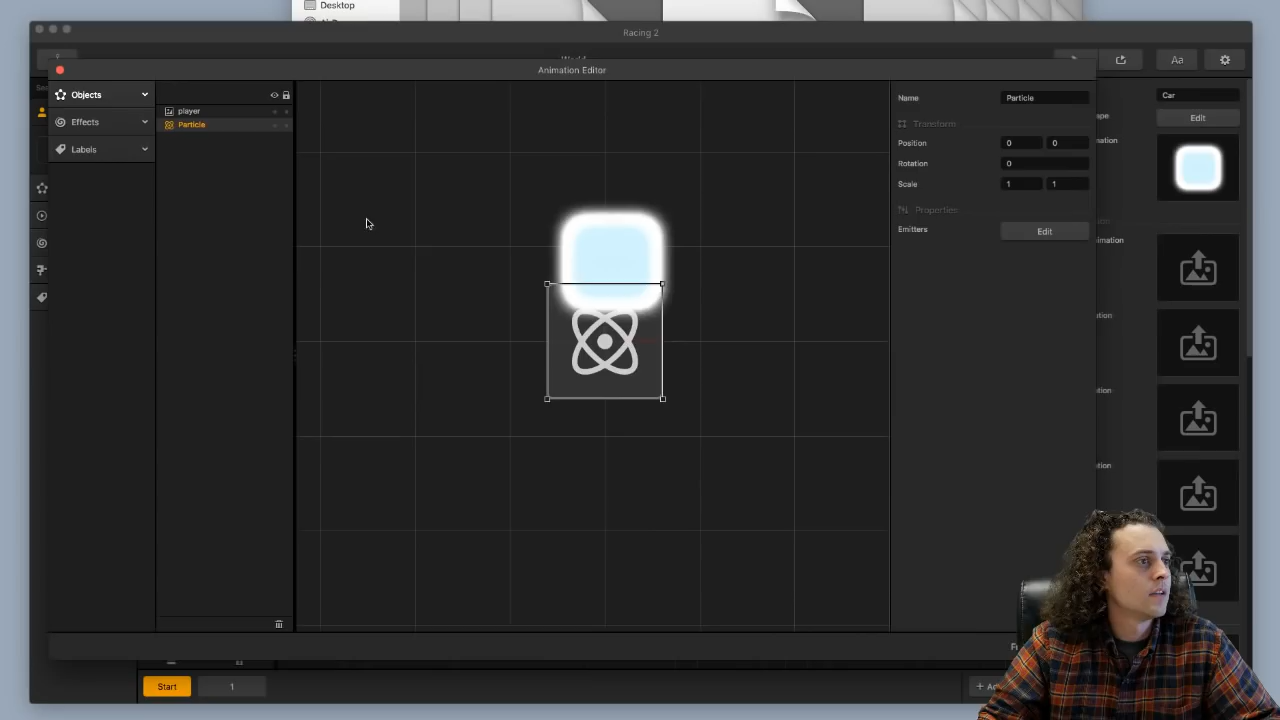 Desktop
Racing 2
Aa
Animation Editor
Objects
Effects
Labels
player
Particle
Name
Particle
Transform
Position
0
0
Rotation
0
Scale
1
1
Properties
Emitters
Edit
Car
Edit
Start
1